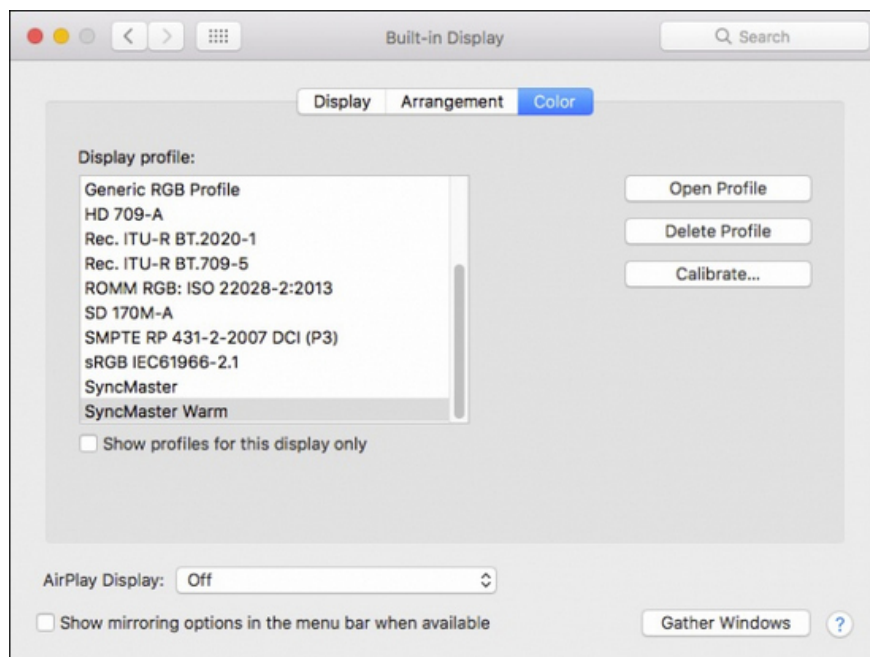 Built-in Display
Search
Display Arrangement Color
Display profile:
Generic RGB Profile
HD 709-A
Rec. ITU-R BT.2020-1
Rec. ITU-R BT.709-5
ROMM RGB: ISO 22028-2:2013
SD 170M-A
SMPTE RP 431-2-2007 DCI (P3)
sRGB IEC61966-2.1
SyncMaster
SyncMaster Warm
Show profiles for this display only
Open Profile
Delete Profile
Calibrate...
AirPlay Display: Off
Show mirroring options in the menu bar when available
Gather Windows
?